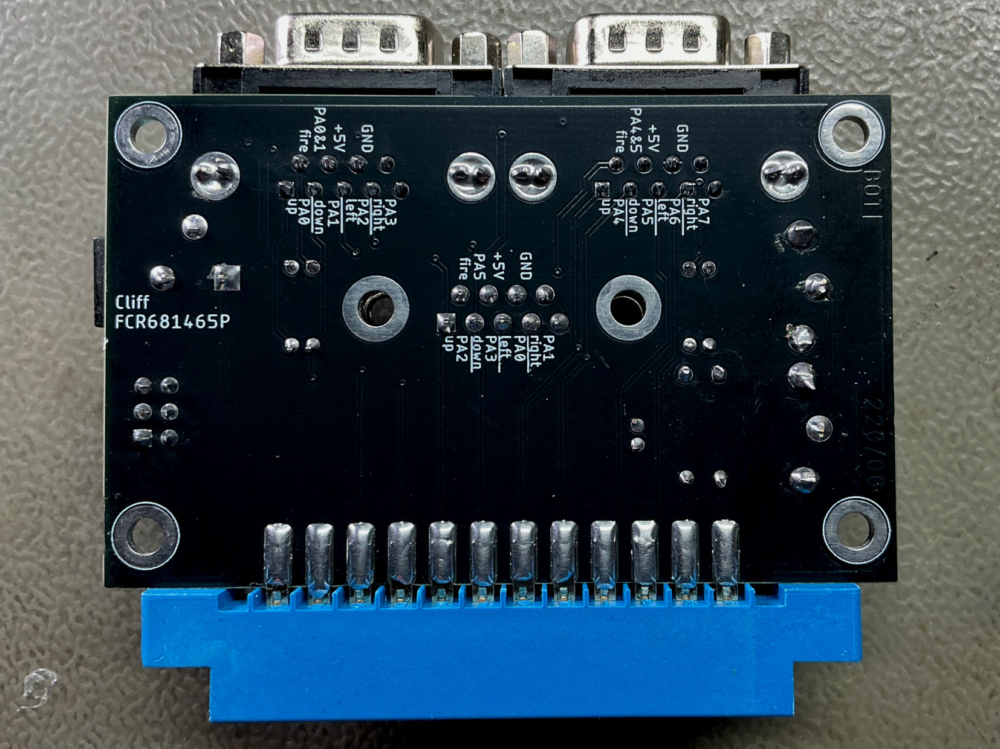 PA0&1
fire
+5V
GND
up
PA0
down
PA1
left
PA2
right
PA3
PA4&5
fire
+5V
GND
up
PA4
down
PA5
left
PA6
right
PA7
PA5
fire
+5V
GND
up
PA2
down
PA3
left
PA0
right
PA1
Cliff
FCR681465P